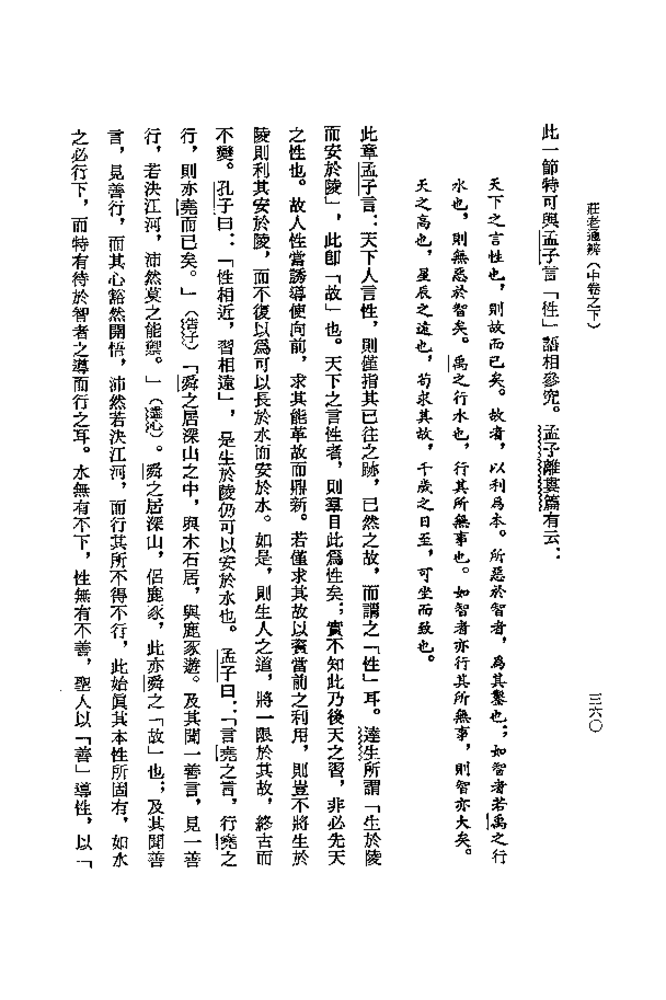 莊老通辨（中卷之下）
三六〇
此一節特可與孟子言「性」諸相參究。孟子離婁篇有云：
天下之言性也，則故而已矣。故者，以利為本。所惡於智者，為其鑿也；如智者若禹之行
水也，則無惡於智矣。禹之行水也，行其所無事也。如智者亦行其所無事，則智亦大矣。
天之高也，星辰之遠也，苟求其故，千歲之日至，可坐而致也。
此章孟子言：天下人言性，則僅指其已往之跡，已然之故，而謂之「性」耳。達生所謂「生於陵
而安於陵」，此卽「故」也。天下之言性者，則羣目此爲性矣；實不知此乃後天之習，非必先天
之性也。故人性當誘導使向前，求其能革故而鼎新。若僅求其故以資當前之利用，則豈不將生於
陵則利其安於陵，而不復以爲可以長於水而安於水。如是，則生人之道，將一限於其故，終古而
不變。孔子曰：「性相近，習相遠」，是生於陵仍可以安於水也。孟子曰：「言堯之言，行堯之
行，則亦堯而已矣。」（告子）「舜之居深山之中，與木石居，與鹿豕遊。及其聞一善言，見一善
行，若決江河，沛然莫之能禦。」（盡心）。舜之居深山，侶鹿豕，此亦舜之「故」也；及其聞善
言，見善行，而其心豁然開悟，沛然若決江河，而行其所不得不行，此始眞其本性所固有，如水
之必行下，而特有待於智者之導而行之耳。水無有不下，性無有不善，聖人以「善」導性，以「